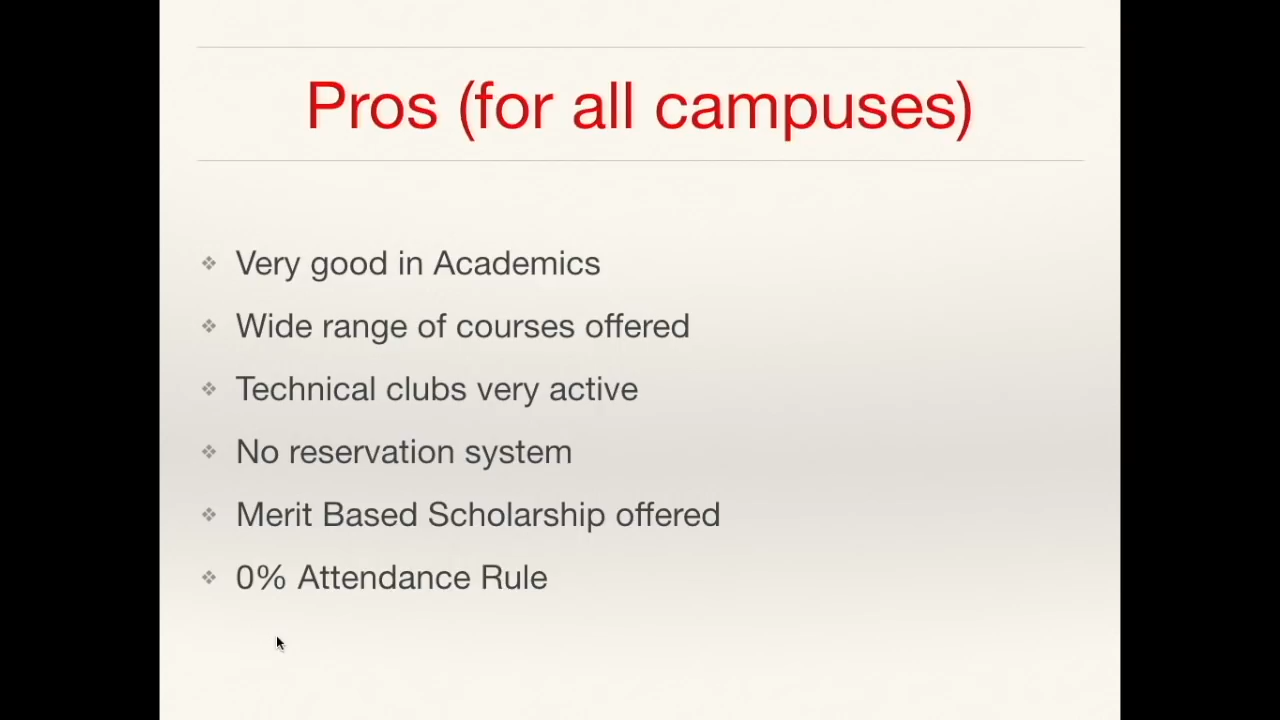 Pros (for all campuses)
Very good in Academics
Wide range of courses offered
Technical clubs very active
No reservation system
Merit Based Scholarship offered
0% Attendance Rule